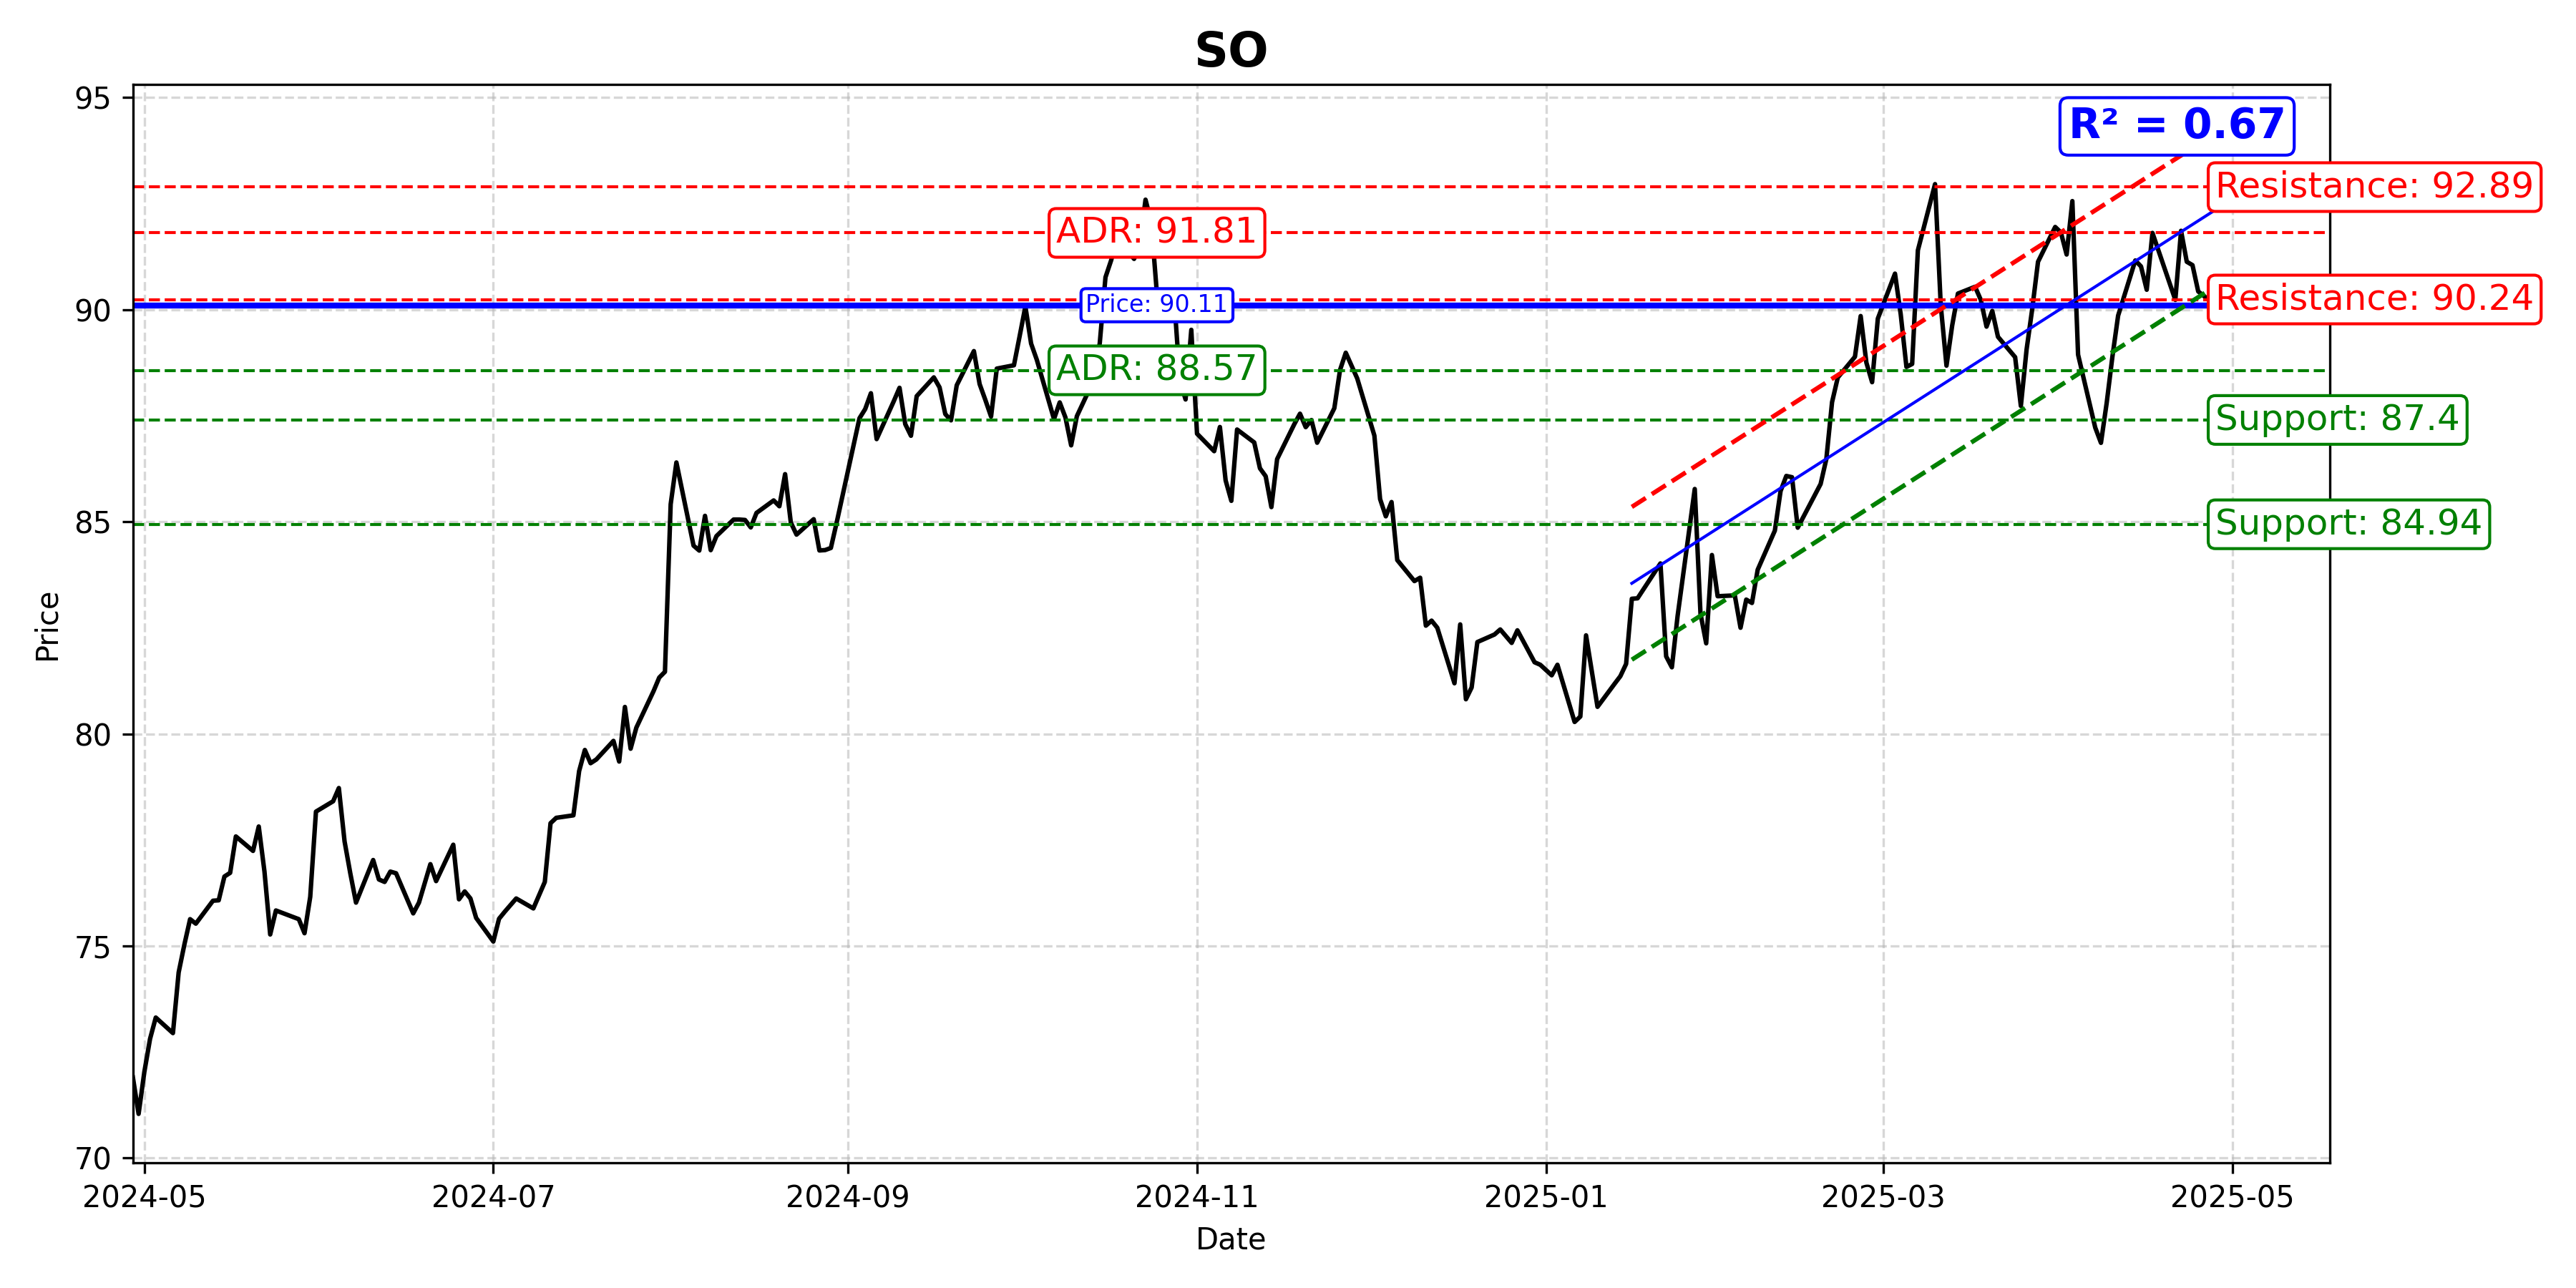 SO
95
90
85
80
75
70
Price
R² = 0.67
Resistance: 92.89
ADR: 91.81
Price: 90.11
Resistance: 90.24
ADR: 88.57
Support: 87.4
Support: 84.94
2024-05
2024-07
2024-09
2024-11
2025-01
2025-03
2025-05
Date